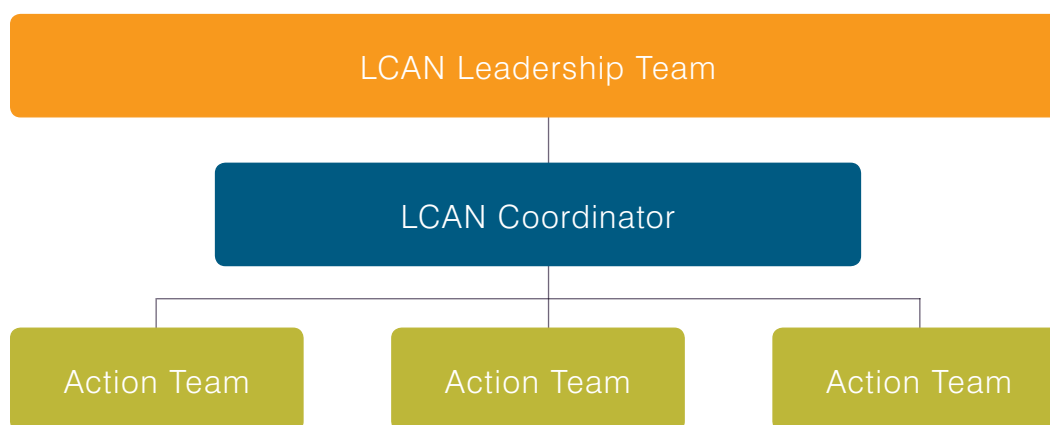 LCAN Leadership Team
LCAN Coordinator
Action Team
Action Team
Action Team